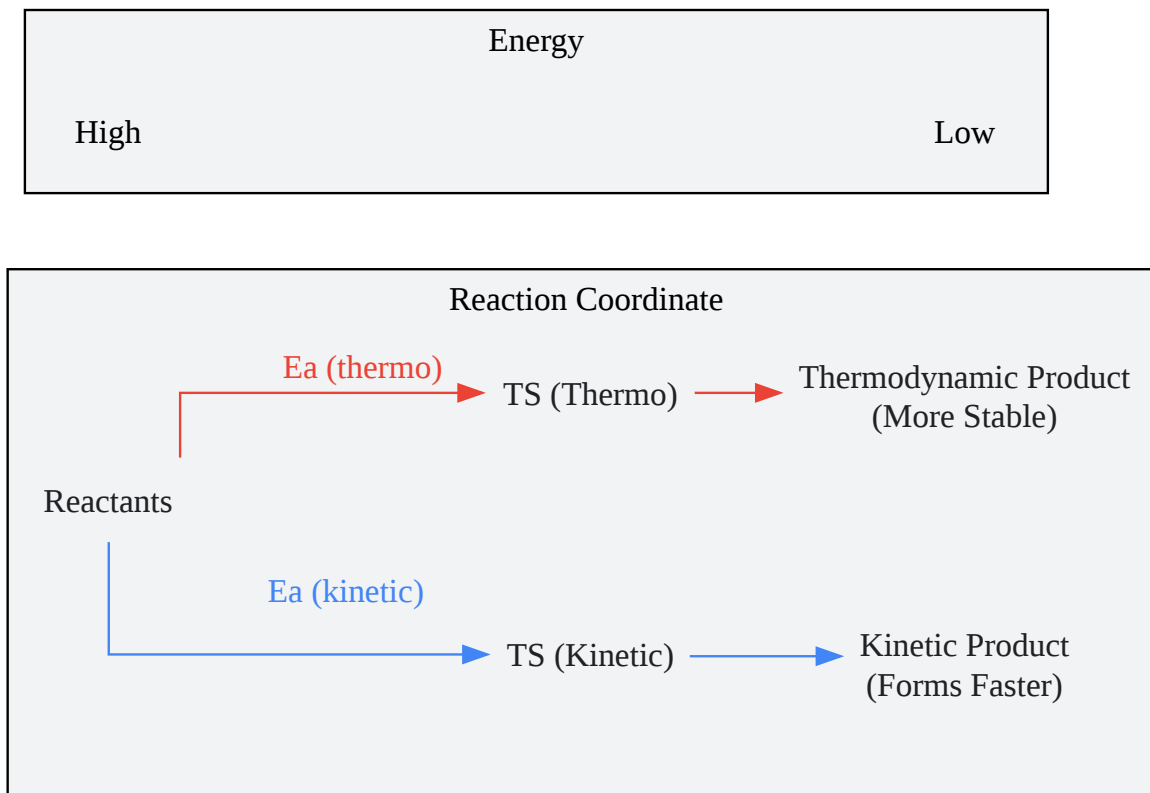 Energy
High
Low
Reaction Coordinate
Ea (thermo)
TS (Thermo)
Thermodynamic Product
(More Stable)
Reactants
Ea (kinetic)
TS (Kinetic)
Kinetic Product
(Forms Faster)